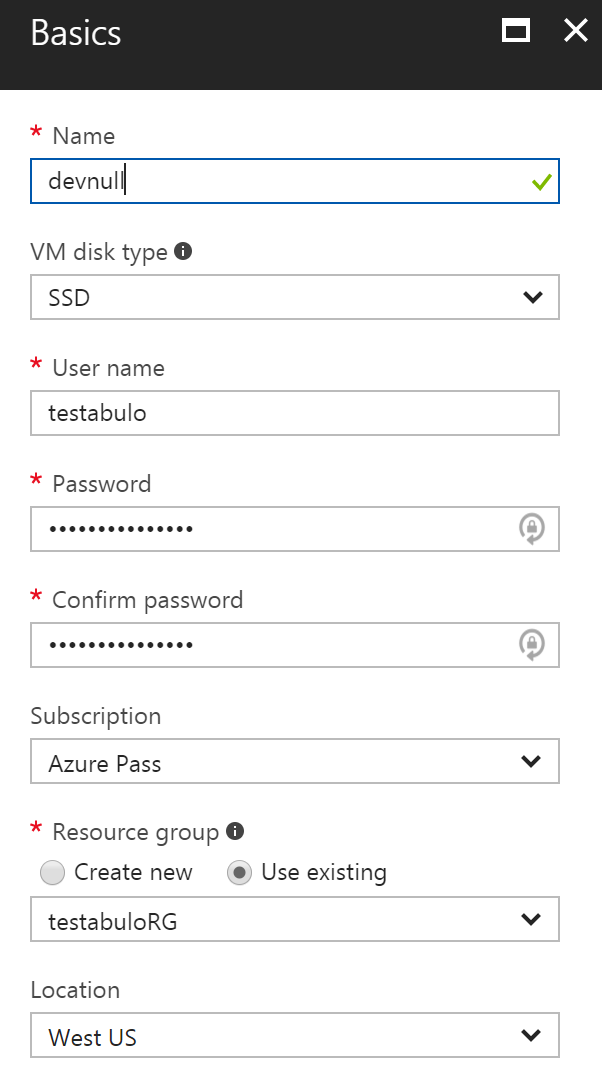 Basics
* Name
devnull
VM disk type
SSD
* User name
testabulo
* Password
•••••••••••••••
* Confirm password
•••••••••••••••
Subscription
Azure Pass
* Resource group
Create new Use existing
testabuloRG
Location
West US